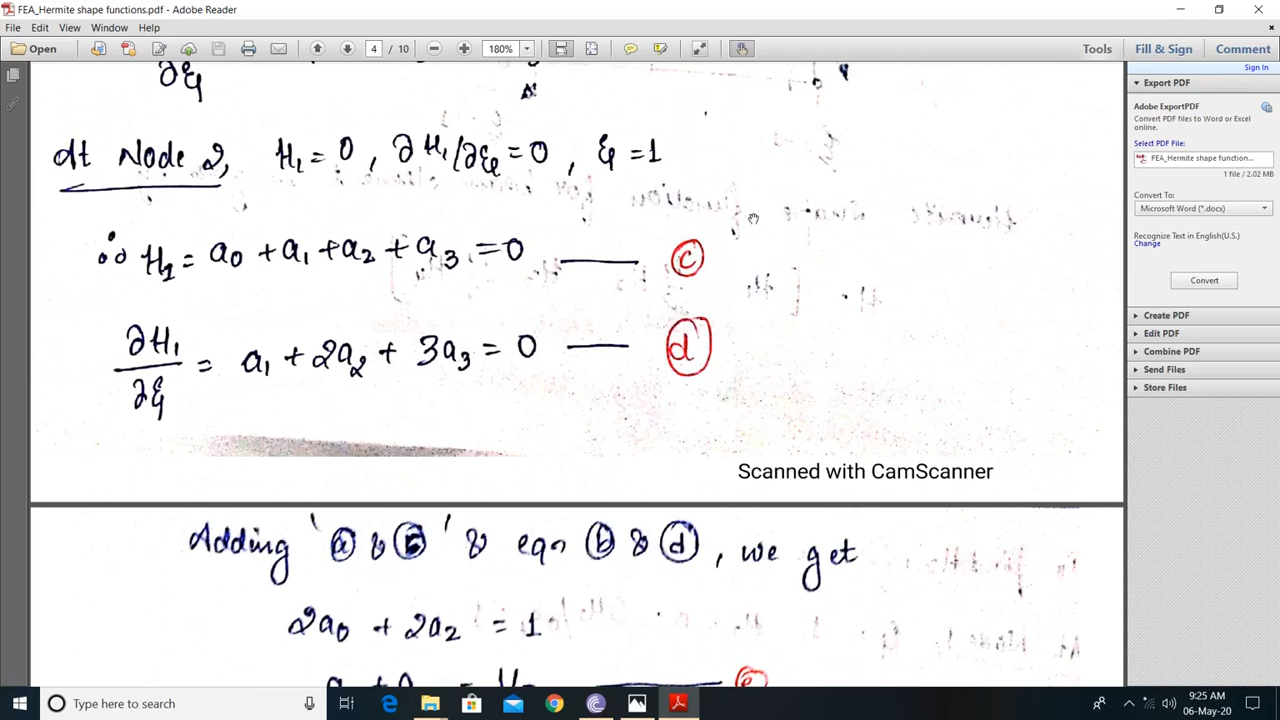 FEA_Hermite shape functions.pdf - Adobe Reader
File Edit View Window Help
Open 4 / 10 180% Tools Fill & Sign Comment
Sign In
∂ξ
At Node 2, H₁ = 0 , ∂H₁/∂ξ = 0 , ξ = 1
∴ H₂ = a₀ + a₁ + a₂ + a₃ = 0 —— ⓒ
∂H₁/∂ξ = a₁ + 2a₂ + 3a₃ = 0 —— ⓓ
Scanned with CamScanner
Adding 'ⓐ & ⓒ' & eqn ⓑ & ⓓ, we get
2a₀ + 2a₂ = 1
Export PDF
Adobe ExportPDF
Convert PDF files to Word or Excel
online.
Select PDF File:
FEA_Hermite shape function...
1 file / 2.02 MB
Convert To:
Microsoft Word (*.docx)
Recognize Text in English(U.S.)
Change
Convert
Create PDF
Edit PDF
Combine PDF
Send Files
Store Files
Type here to search
9:25 AM
06-May-20